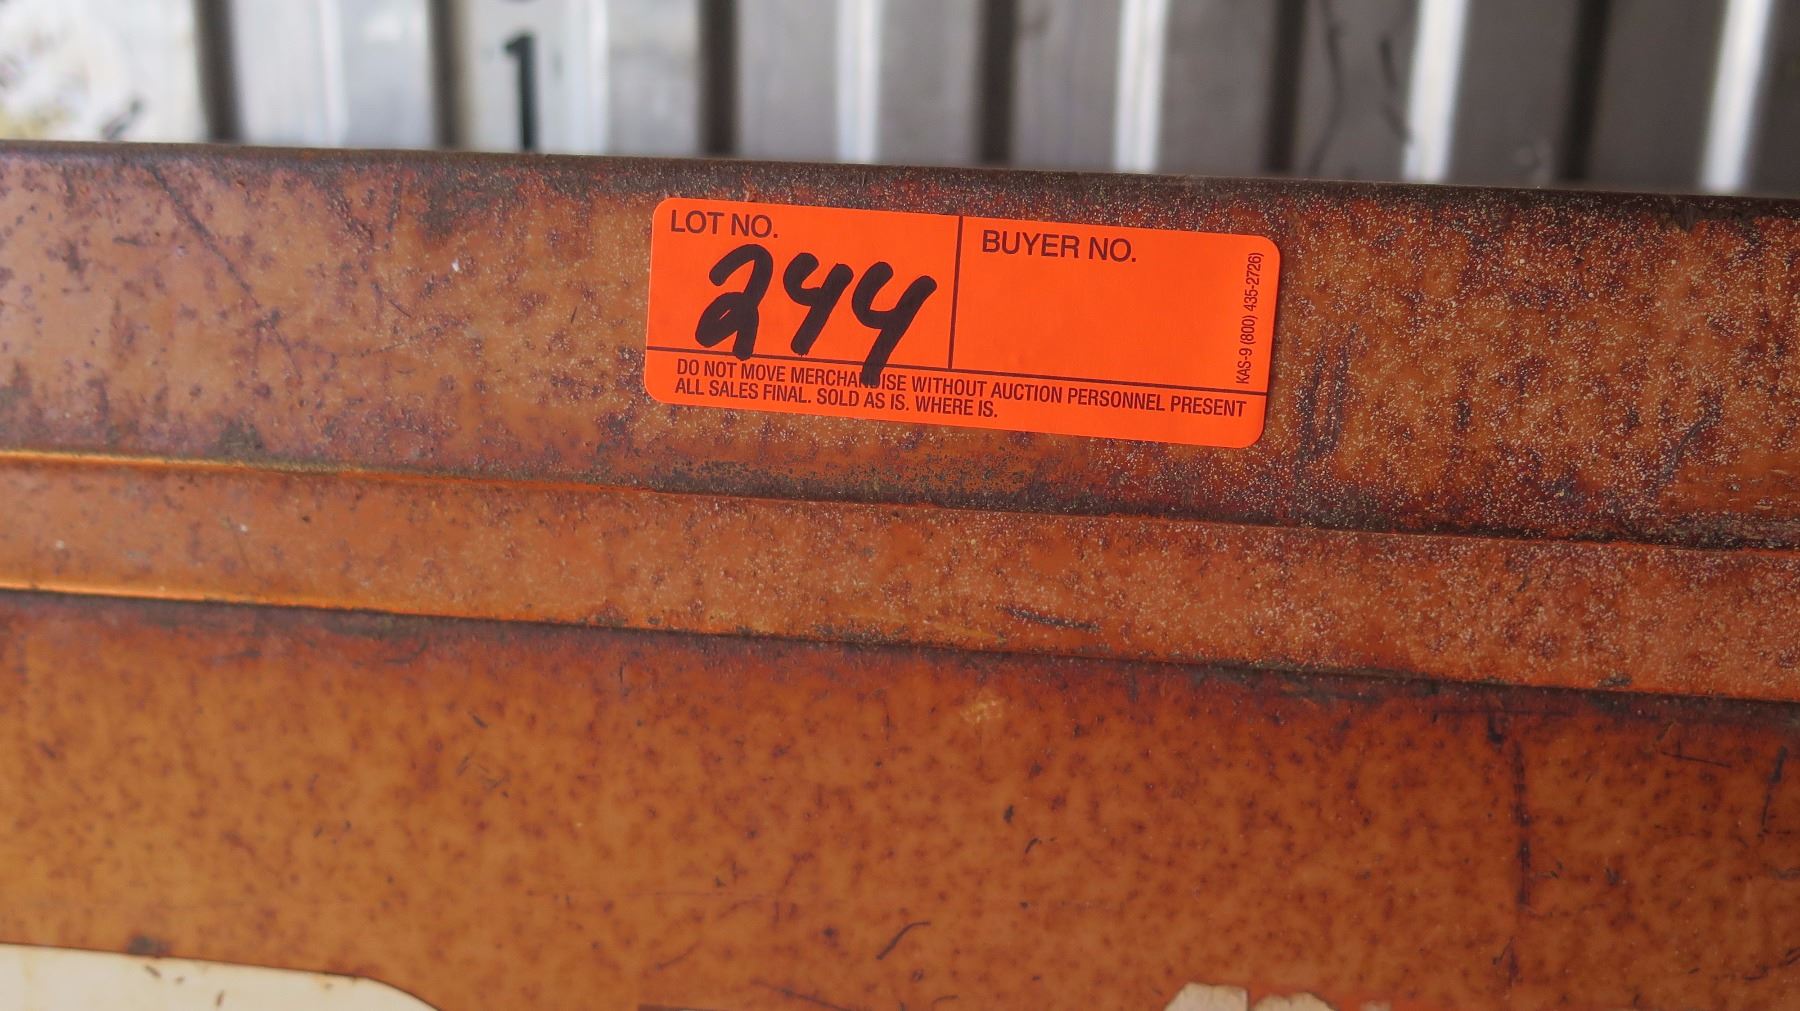 1
LOT NO.
244
BUYER NO.
KAS-9 (800) 435-2726)
DO NOT MOVE MERCHANDISE WITHOUT AUCTION PERSONNEL PRESENT
ALL SALES FINAL. SOLD AS IS. WHERE IS.